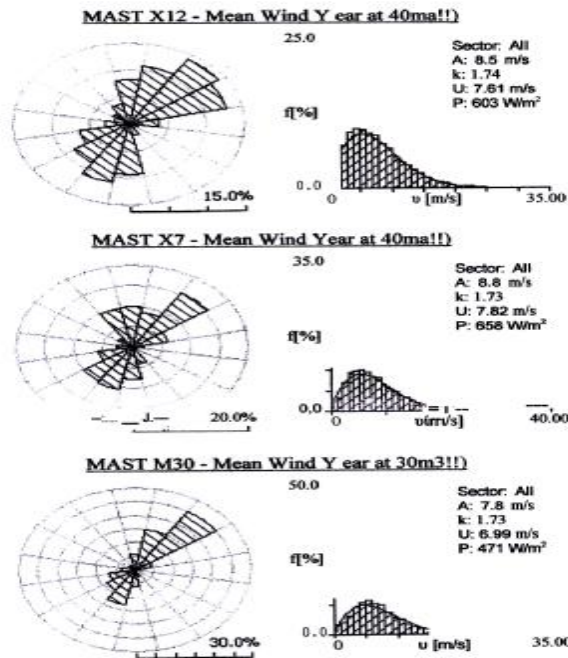 MAST X12 - Mean Wind Y ear at 40ma!!)
25.0
Sector: All
A: 8.5 m/s
k: 1.74
U: 7.61 m/s
P: 603 W/m²
f[%]
0.0
15.0%
0
υ [m/s]
35.00
MAST X7 - Mean Wind Year at 40ma!!)
35.0
Sector: All
A: 8.8 m/s
k: 1.73
U: 7.82 m/s
P: 658 W/m²
f[%]
0,0
20.0%
0
40.00
MAST M30 - Mean Wind Y ear at 30m3!!)
50.0
Sector: All
A: 7.8 m/s
k: 1.73
U: 6.99 m/s
P: 471 W/m²
f[%]
0.0
30.0%
0
υ [m/s]
35.00